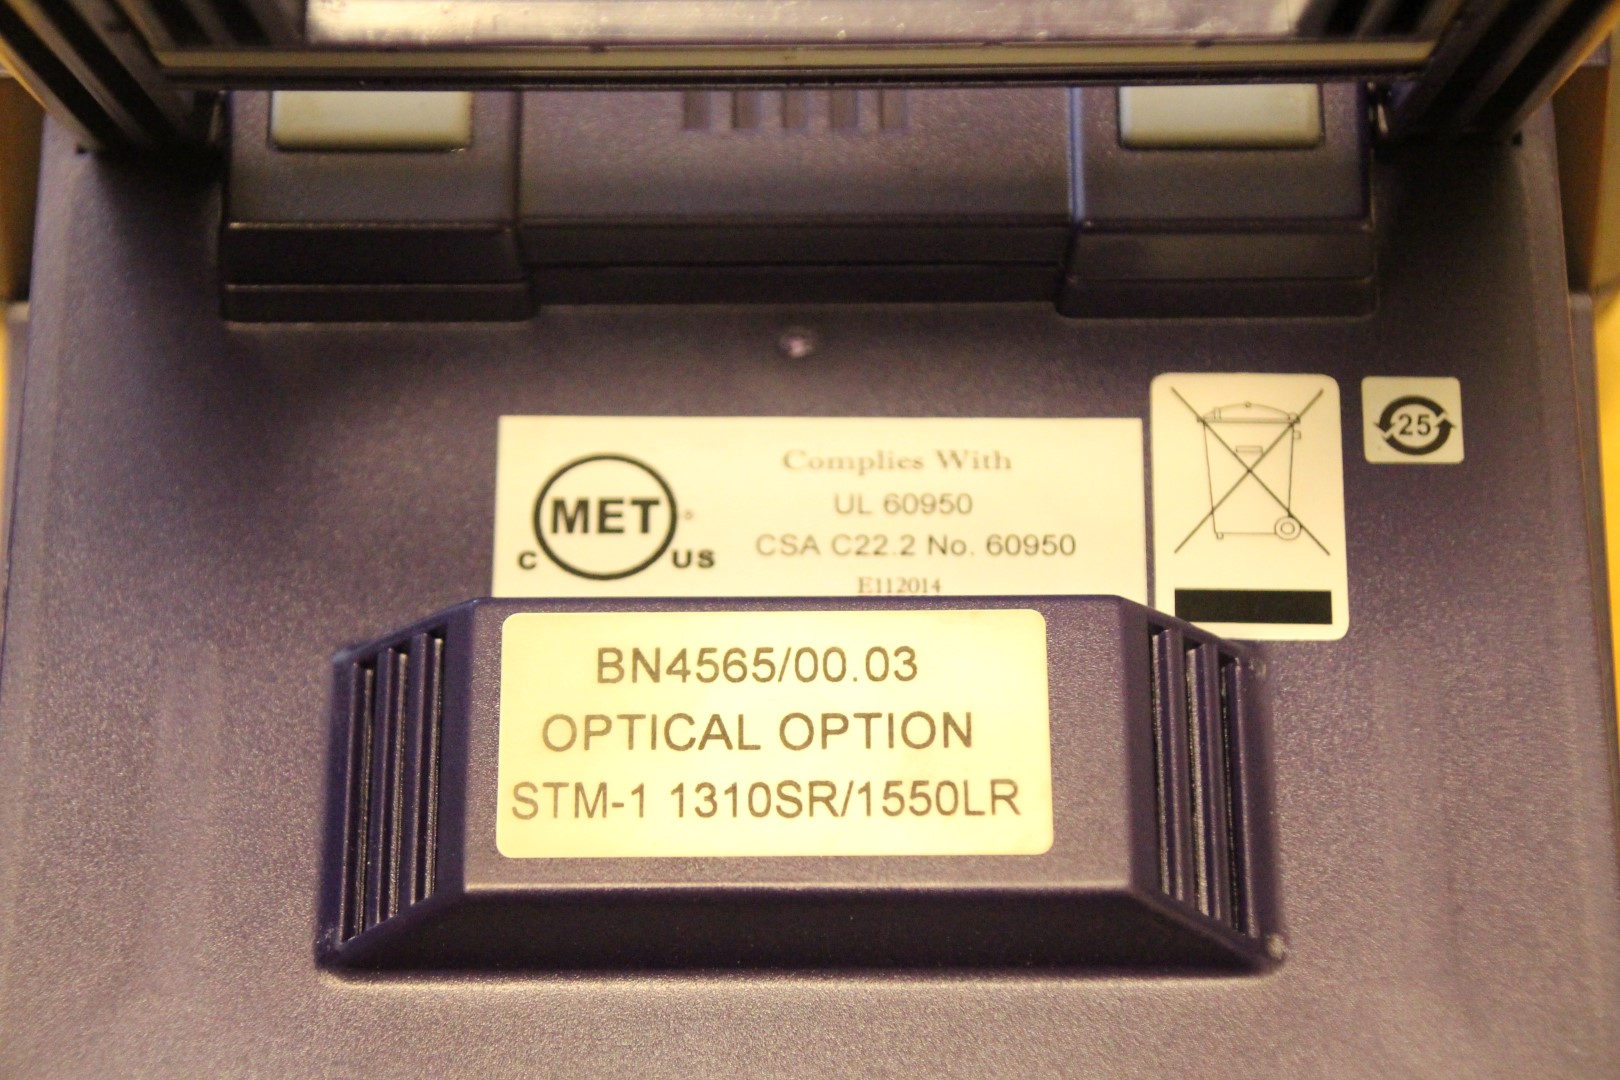 MET
C US
Complies With
UL 60950
CSA C22.2 No. 60950
E112014
25
BN4565/00.03
OPTICAL OPTION
STM-1 1310SR/1550LR